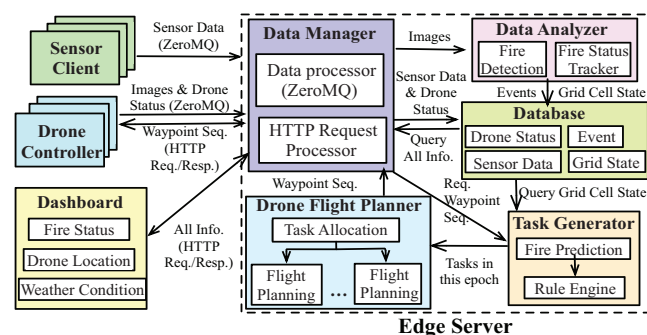 Sensor
Client
Sensor Data
(ZeroMQ)
Images & Drone
Status (ZeroMQ)
Drone
Controller
Waypoint Seq.
(HTTP
Req./Resp.)
Dashboard
Fire Status
Drone Location
Weather Condition
All Info.
(HTTP
Req./Resp.)
Data Manager
Data processor
(ZeroMQ)
HTTP Request
Processor
Images
Sensor Data
& Drone
Status
Query
All Info.
Data Analyzer
Fire
Detection
Fire Status
Tracker
Events
Grid Cell State
Database
Drone Status
Event
Sensor Data
Grid State
Query Grid Cell State
Waypoint Seq.
Req.
Waypoint
Seq.
Drone Flight Planner
Task Allocation
Flight
Planning
...
Flight
Planning
Tasks in
this epoch
Task Generator
Fire Prediction
Rule Engine
Edge Server